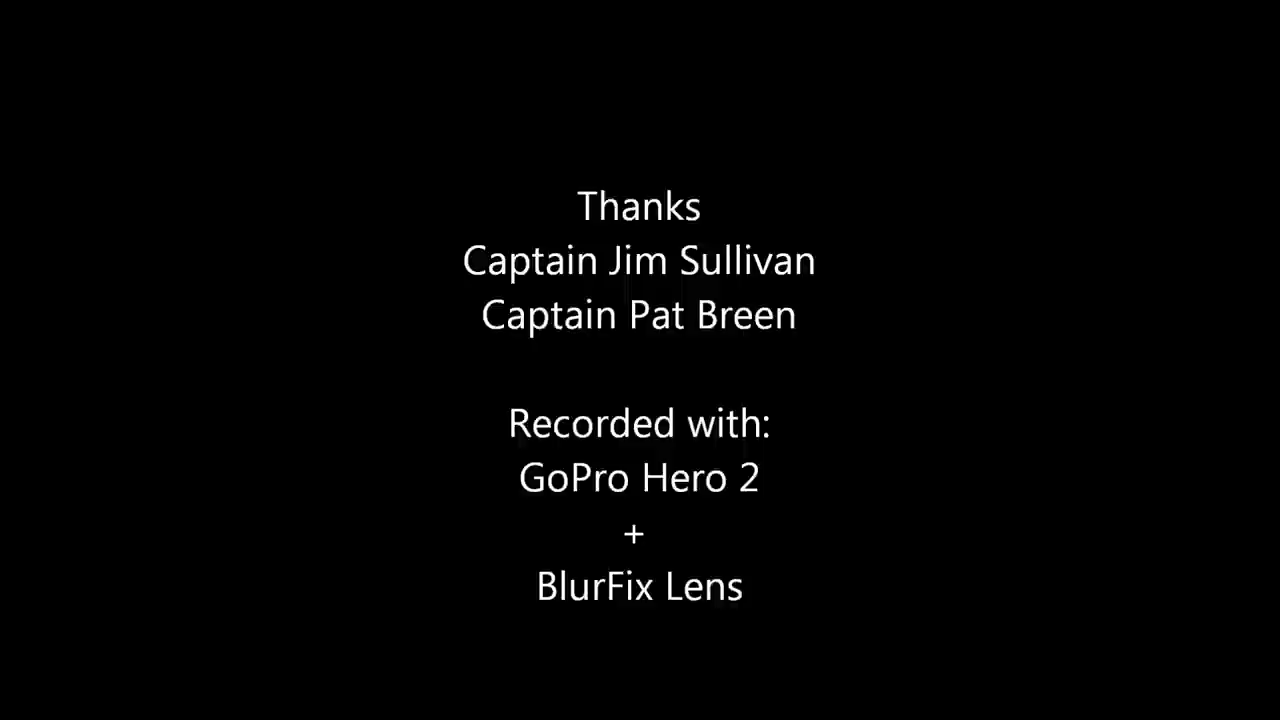 Thanks
Captain Jim Sullivan
Captain Pat Breen
Recorded with:
GoPro Hero 2
+
BlurFix Lens